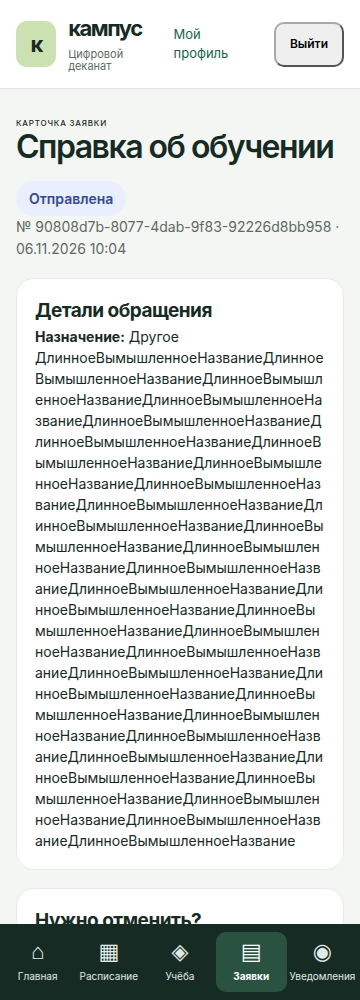 к
кампус
Цифровой
деканат
Мой
профиль
Выйти
КАРТОЧКА ЗАЯВКИ
Справка об обучении
Отправлена
№ 90808d7b-8077-4dab-9f83-92226d8bb958 ·
06.11.2026 10:04
Детали обращения
Назначение: Другое
ДлинноеВымышленноеНазваниеДлинное
ВымышленноеНазваниеДлинноеВымышл
енноеНазваниеДлинноеВымышленноеНа
званиеДлинноеВымышленноеНазваниеД
линноеВымышленноеНазваниеДлинноеВ
ымышленноеНазваниеДлинноеВымышле
нноеНазваниеДлинноеВымышленноеНаз
ваниеДлинноеВымышленноеНазваниеДл
инноеВымышленноеНазваниеДлинноеВы
мышленноеНазваниеДлинноеВымышлен
ноеНазваниеДлинноеВымышленноеНазв
аниеДлинноеВымышленноеНазваниеДли
нноеВымышленноеНазваниеДлинноеВы
мышленноеНазваниеДлинноеВымышлен
ноеНазваниеДлинноеВымышленноеНазв
аниеДлинноеВымышленноеНазваниеДли
нноеВымышленноеНазваниеДлинноеВы
мышленноеНазваниеДлинноеВымышлен
ноеНазваниеДлинноеВымышленноеНазв
аниеДлинноеВымышленноеНазваниеДли
нноеВымышленноеНазваниеДлинноеВы
мышленноеНазваниеДлинноеВымышлен
ноеНазваниеДлинноеВымышленноеНазв
аниеДлинноеВымышленноеНазвание
Нужно отменить?
Главная
Расписание
Учёба
Заявки
Уведомления